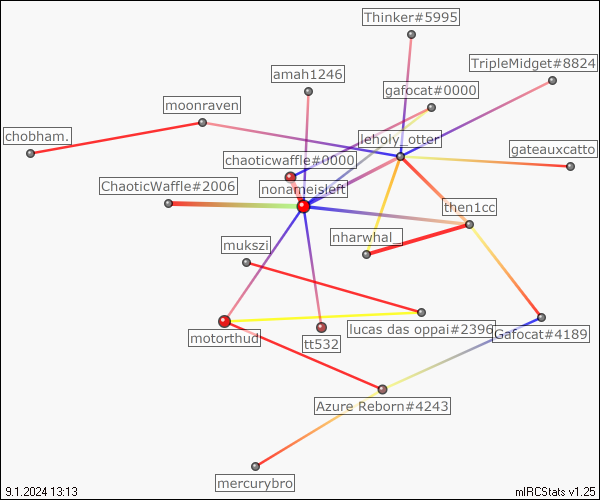 Thinker#5995
TripleMidget#8824
amah1246
gafocat#0000
moonraven
chobham.
leholy_otter
gateauxcatto
chaoticwaffle#0000
ChaoticWaffle#2006
nonameisleft
then1cc
nharwhal_
mukszi
lucas das oppai#2396
Gafocat#4189
motorthud
tt532
Azure Reborn#4243
mercurybro
9.1.2024 13:13
mIRCStats v1.25